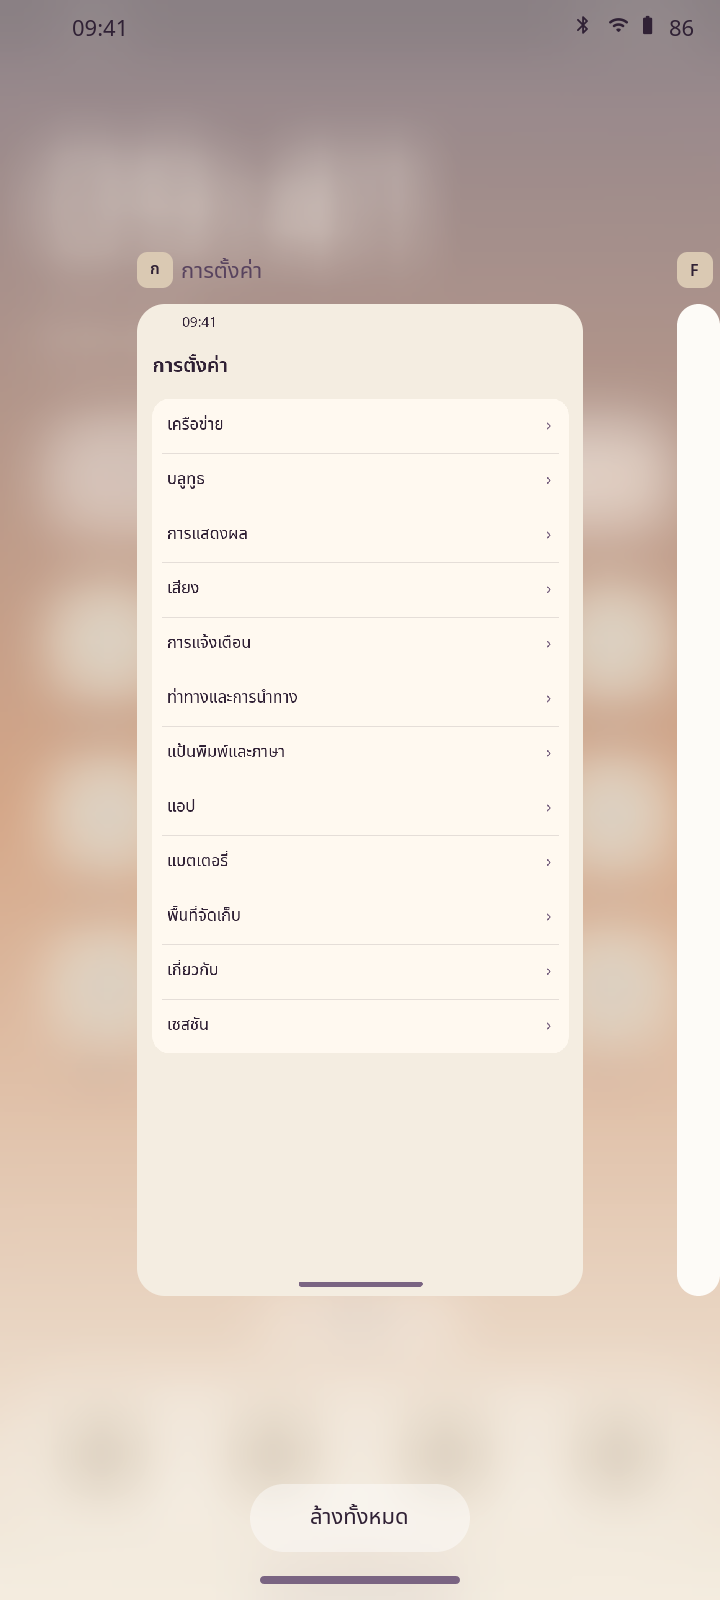 09:41
86
ก การตั้งค่า
F
09:41
การตั้งค่า
เครือข่าย
บลูทูธ
การแสดงผล
เสียง
การแจ้งเตือน
ท่าทางและการนำทาง
แป้นพิมพ์และภาษา
แอป
แบตเตอรี่
พื้นที่จัดเก็บ
เกี่ยวกับ
เซสชัน
ล้างทั้งหมด